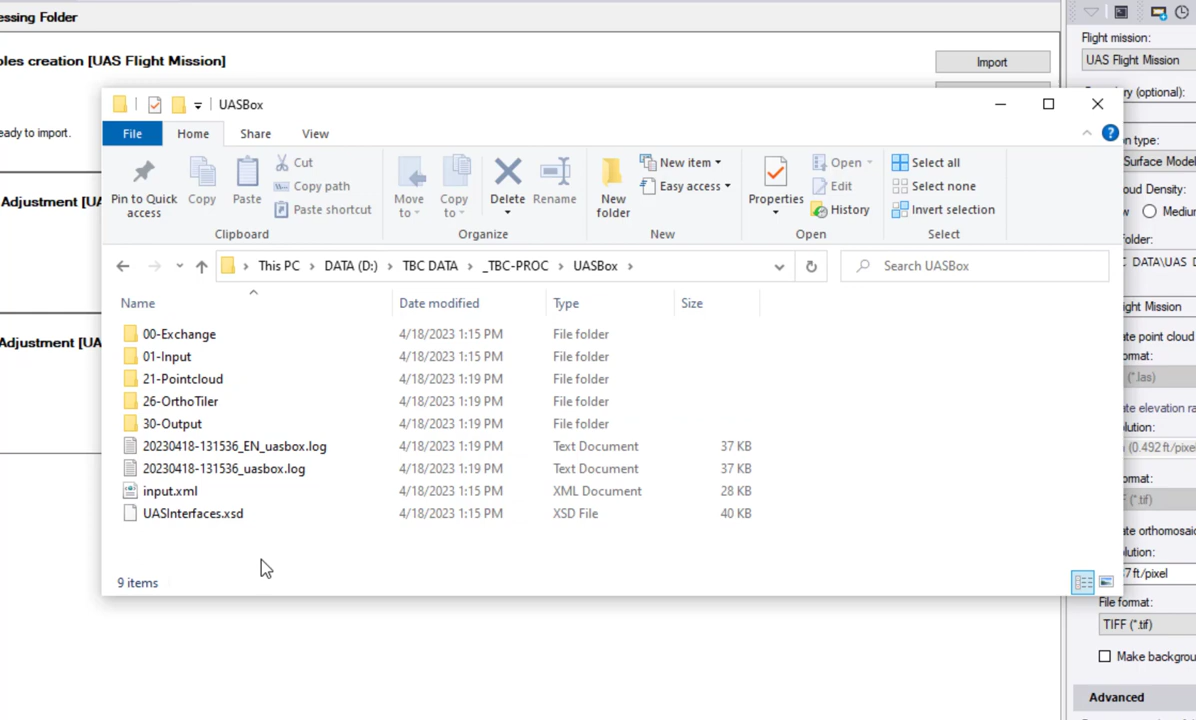 essing Folder
oles creation [UAS Flight Mission]
Import
eady to import.
Adjustment [UA
Adjustment [UA
UASBox
File Home Share View
Pin to Quick access
Copy
Paste
Cut
Copy path
Paste shortcut
Clipboard
Move to
Copy to
Delete
Rename
Organize
New folder
New item
Easy access
New
Properties
Open
Edit
History
Open
Select all
Select none
Invert selection
Select
This PC > DATA (D:) > TBC DATA > _TBC-PROC > UASBox >
Search UASBox
Name Date modified Type Size
00-Exchange 4/18/2023 1:15 PM File folder
01-Input 4/18/2023 1:15 PM File folder
21-Pointcloud 4/18/2023 1:19 PM File folder
26-OrthoTiler 4/18/2023 1:19 PM File folder
30-Output 4/18/2023 1:19 PM File folder
20230418-131536_EN_uasbox.log 4/18/2023 1:19 PM Text Document 37 KB
20230418-131536_uasbox.log 4/18/2023 1:19 PM Text Document 37 KB
input.xml 4/18/2023 1:15 PM XML Document 28 KB
UASInterfaces.xsd 4/18/2023 1:15 PM XSD File 40 KB
9 items
Flight mission:
UAS Flight Mission
ry (optional):
n type:
Surface Model
oud Density:
w Medium
older:
C DATA\UAS D
ight Mission
ate point cloud
ormat:
(*.las)
ate elevation ra
lution:
n (0.492 ft/pixel
ormat:
F (*.tif)
ate orthomosaic
lution:
7 ft/pixel
File format:
TIFF (*.tif)
Make backgrou
Advanced